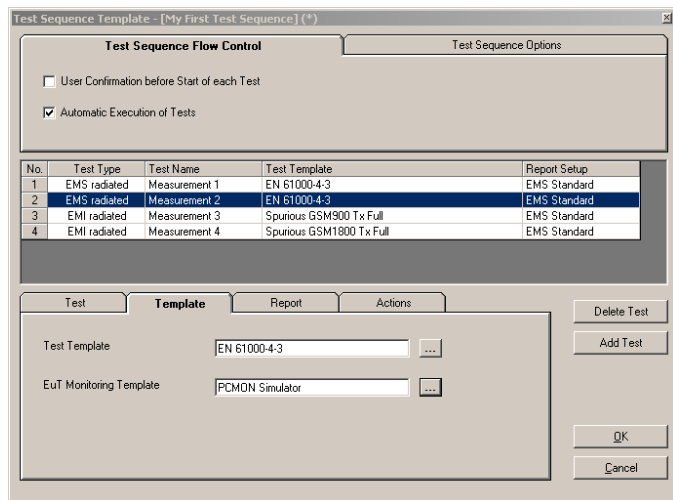 Test Sequence Template - [My First Test Sequence] (*)
Test Sequence Flow Control
Test Sequence Options
User Confirmation before Start of each Test
Automatic Execution of Tests
No. Test Type Test Name Test Template Report Setup
1 EMS radiated Measurement 1 EN 61000-4-3 EMS Standard
2 EMS radiated Measurement 2 EN 61000-4-3 EMS Standard
3 EMI radiated Measurement 3 Spurious GSM900 Tx Full EMS Standard
4 EMI radiated Measurement 4 Spurious GSM1800 Tx Full EMS Standard
Test Template Report Actions
Test Template EN 61000-4-3 ...
EuT Monitoring Template PCMON Simulator ...
Delete Test
Add Test
OK
Cancel